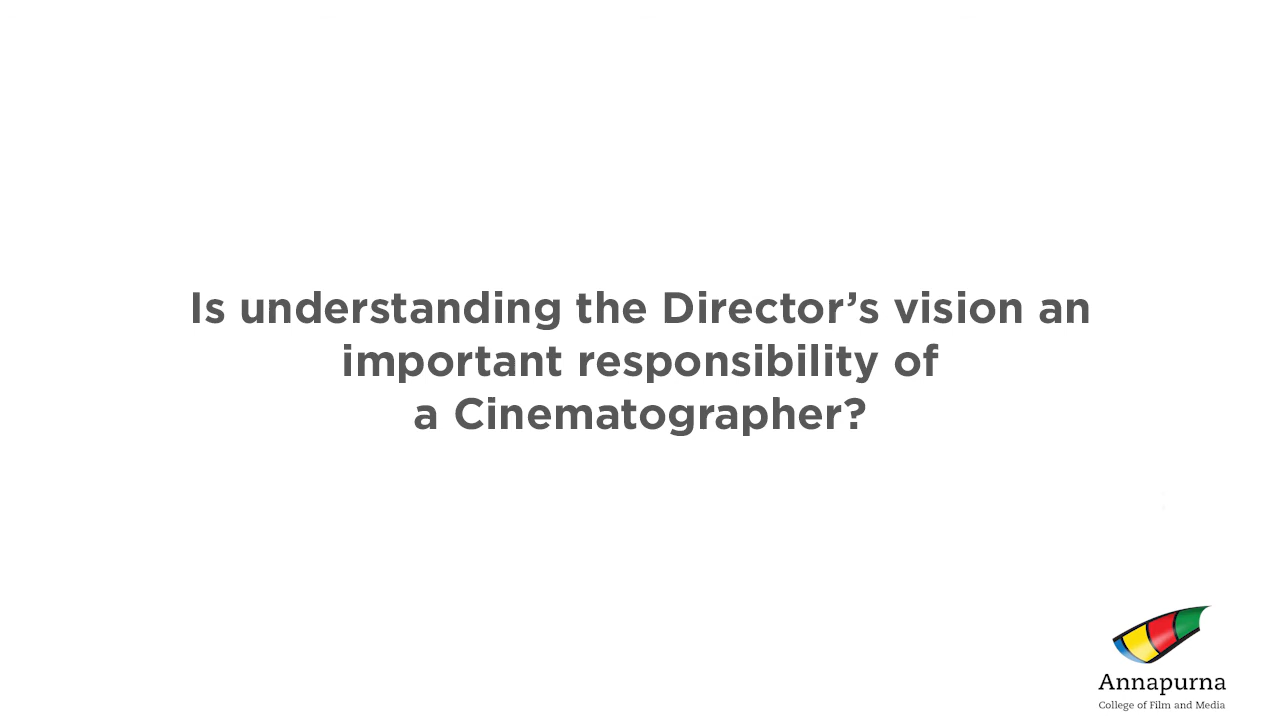 Is understanding the Director’s vision an
important responsibility of
a Cinematographer?
Annapurna
College of Film and Media